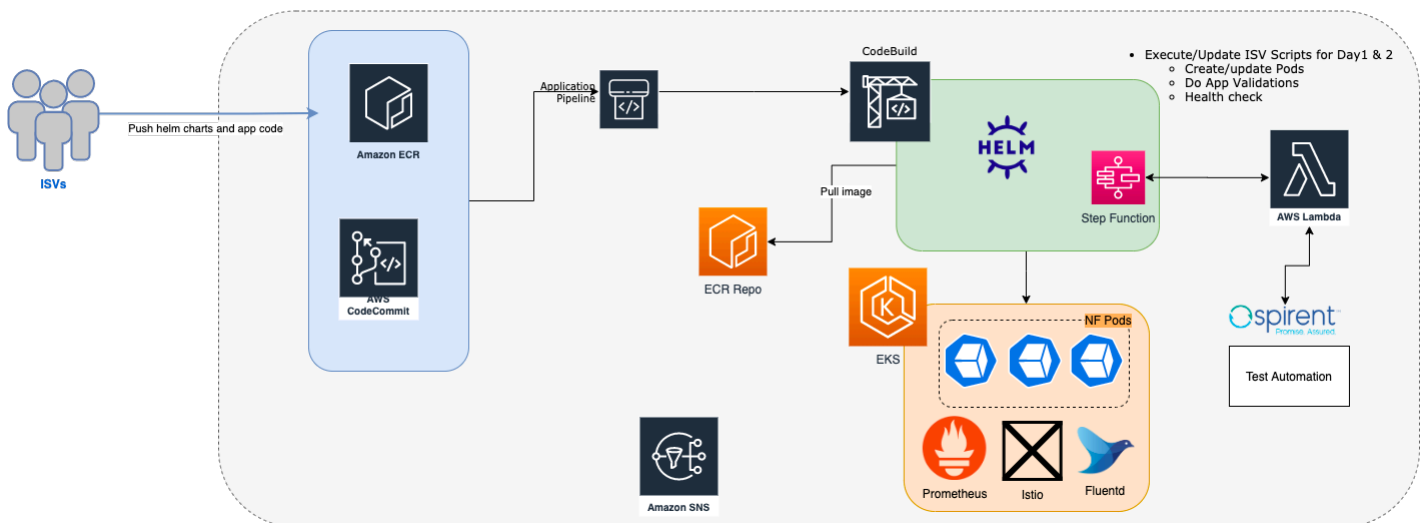 CodeBuild
Execute/Update ISV Scripts for Day1 & 2
Create/update Pods
Do App Validations
Health check
Application
Pipeline
Push helm charts and app code
ISVs
Amazon ECR
HELM
Pull image
Step Function
AWS Lambda
AWS
CodeCommit
ECR Repo
EKS
NF Pods
spirent™
Promise. Assured.
Test Automation
Prometheus
Istio
Fluentd
Amazon SNS